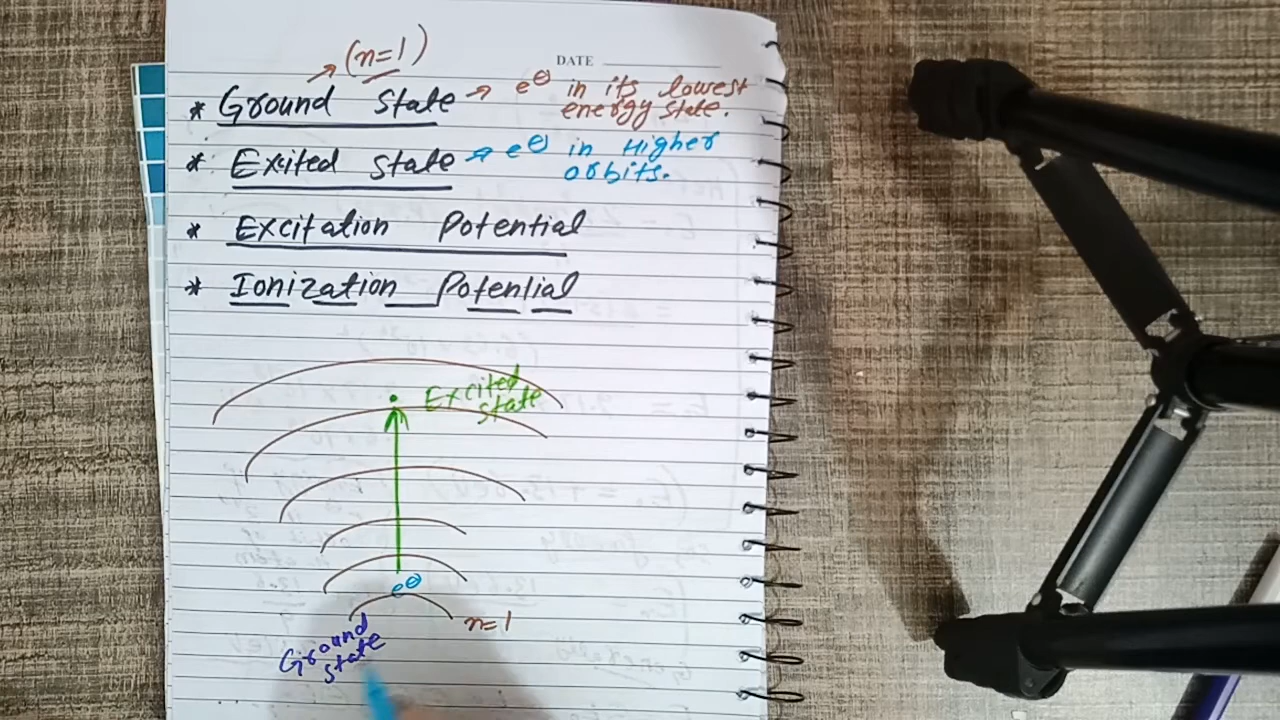 (n=1)
DATE
* Ground State → e⊖ in its lowest
energy state.
* Excited State → e⊖ in Higher
orbits.
* Excitation Potential
* Ionization Potential
Excited
state
e⊖
n=1
Ground
state